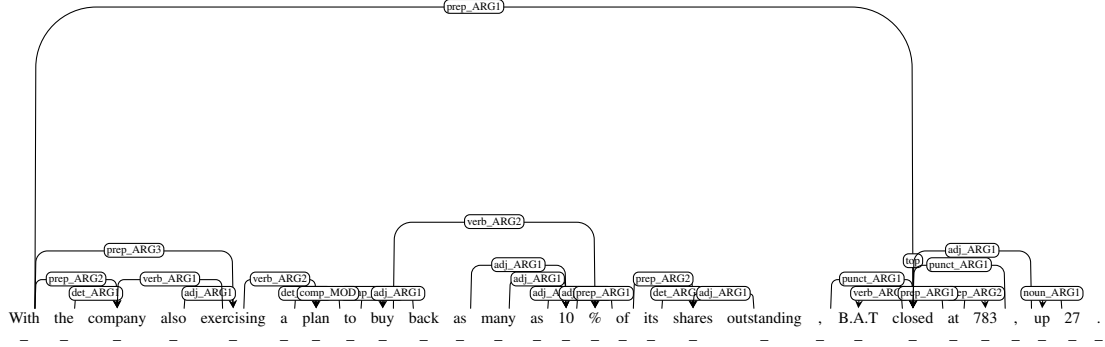 prep_ARG1
verb_ARG2
prep_ARG3 adj_ARG1
top
adj_ARG1 punct_ARG1
prep_ARG2 verb_ARG1 verb_ARG2 adj_ARG1 prep_ARG2 punct_ARG1
det_ARG1 adj_ARG1 comp_MOD adj_ARG1 prep_ARG1 adj_ARG1 prep_ARG1 noun_ARG1
With the company also exercising a plan to buy back as many as 10 % of its shares outstanding , B.A.T closed at 783 , up 27 .
_ _ _ _ _ _ _ _ _ _ _ _ _ _ _ _ _ _ _ _ _ _ _ _ _ _ _ _